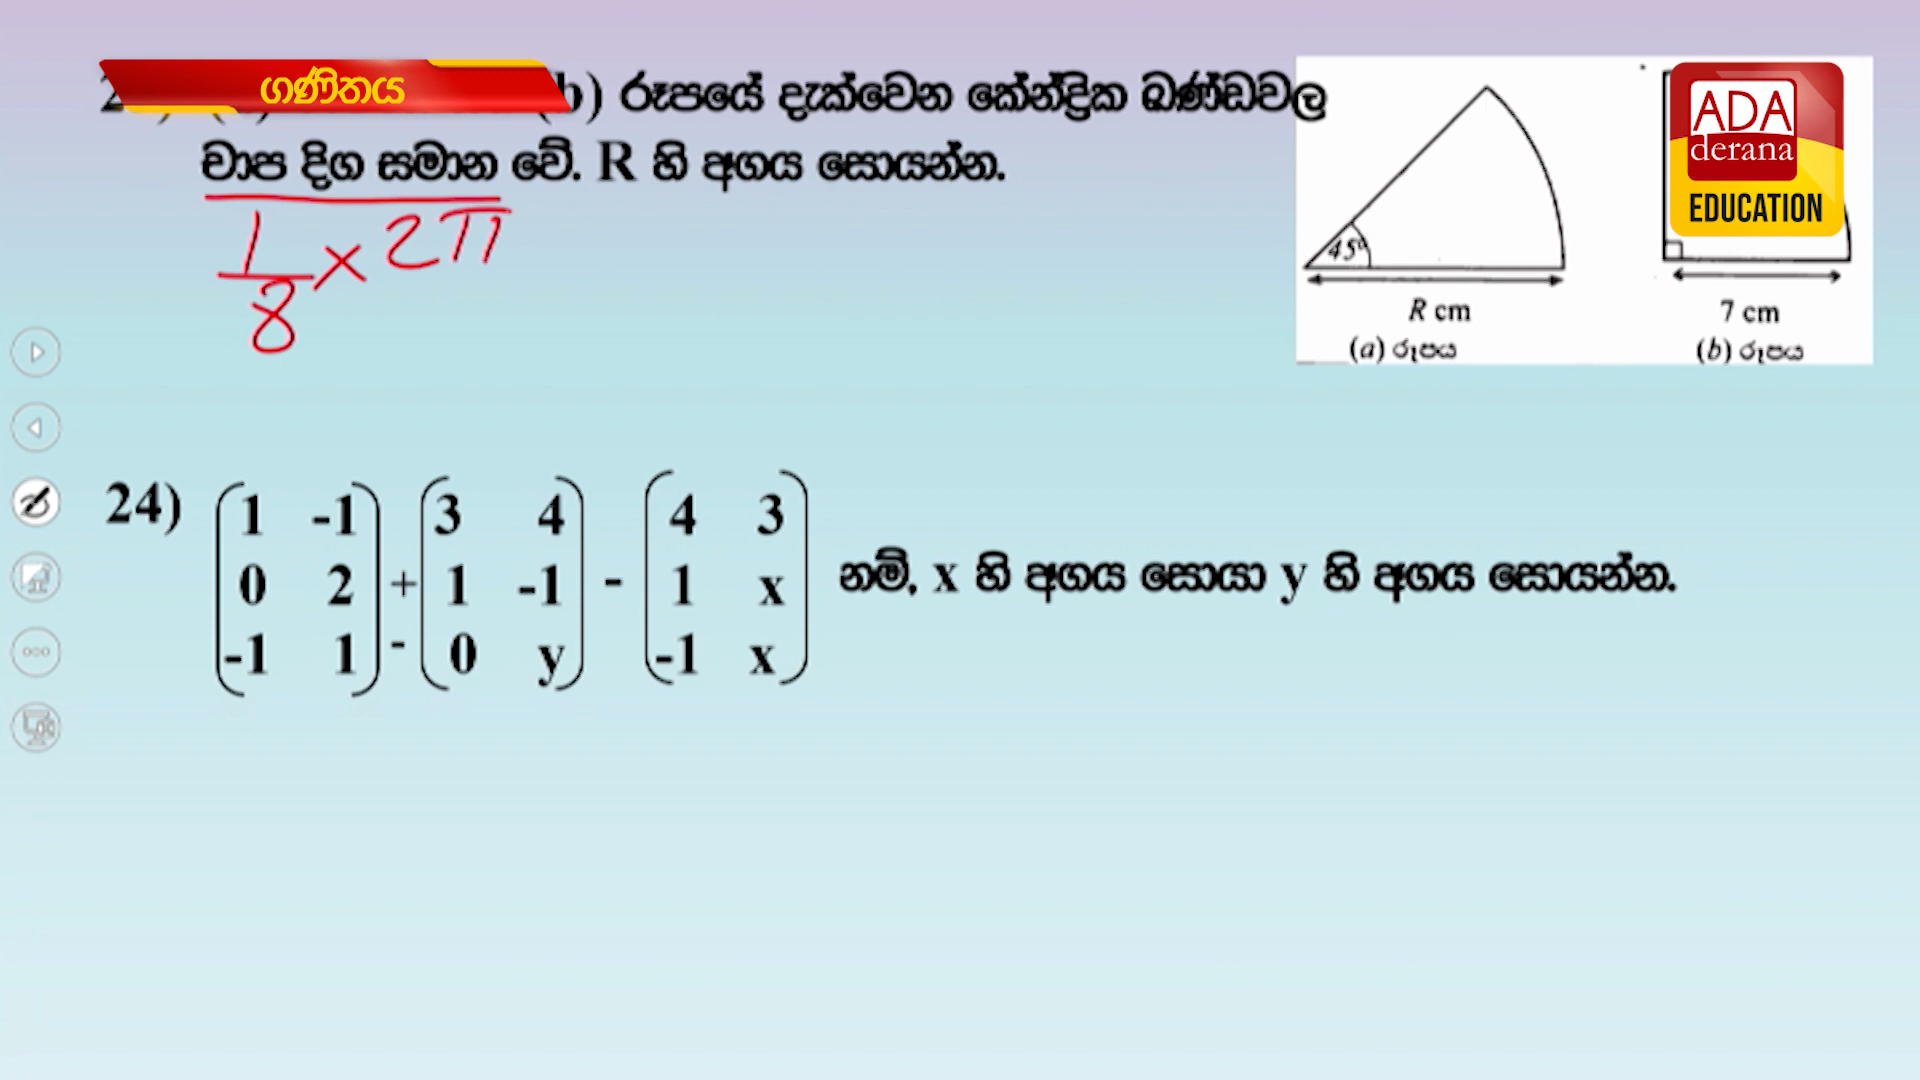 ගණිතය
b) රූපයේ දැක්වෙන කේන්ද්‍රික ඛණ්ඩවල
චාප දිග සමාන වේ. R හි අගය සොයන්න.
1/8 × 2π
45°
R cm
(a) රූපය
7 cm
(b) රූපය
ADA
derana
EDUCATION
24) (1 -1) (3 4) (4 3)
0 2 + 1 -1 - 1 x නම්, x හි අගය සොයා y හි අගය සොයන්න.
-1 1 - 0 y -1 x